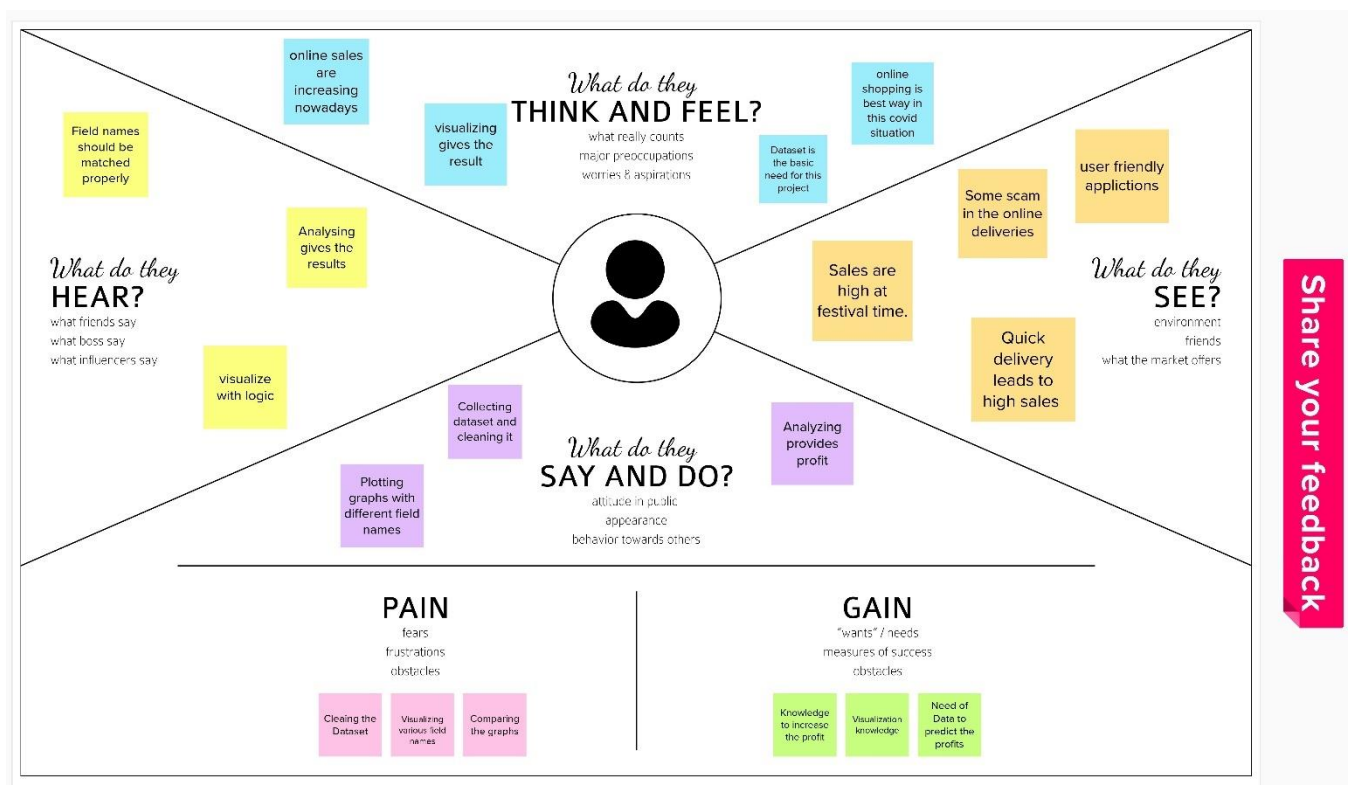 online sales
are
increasing
nowadays
What do they
THINK AND FEEL?
what really counts
major preoccupations
worries & aspirations
visualizing
gives the
result
online
shopping is
best way in
this covid
situation
Dataset is
the basic
need for this
project
Field names
should be
matched
properly
Analysing
gives the
results
What do they
HEAR?
what friends say
what boss say
what influencers say
visualize
with logic
user friendly
applictions
Some scam
in the online
deliveries
Sales are
high at
festival time.
What do they
SEE?
environment
friends
what the market offers
Quick
delivery
leads to
high sales
Collecting
dataset and
cleaning it
What do they
SAY AND DO?
attitude in public
appearance
behavior towards others
Analyzing
provides
profit
Plotting
graphs with
different field
names
PAIN
fears
frustrations
obstacles
Cleaing the
Dataset
Visualizing
various field
names
Comparing
the graphs
GAIN
"wants" / needs
measures of success
obstacles
Knowledge
to increase
the profit
Visualization
knowledge
Need of
Data to
predict the
profits
Share your feedback